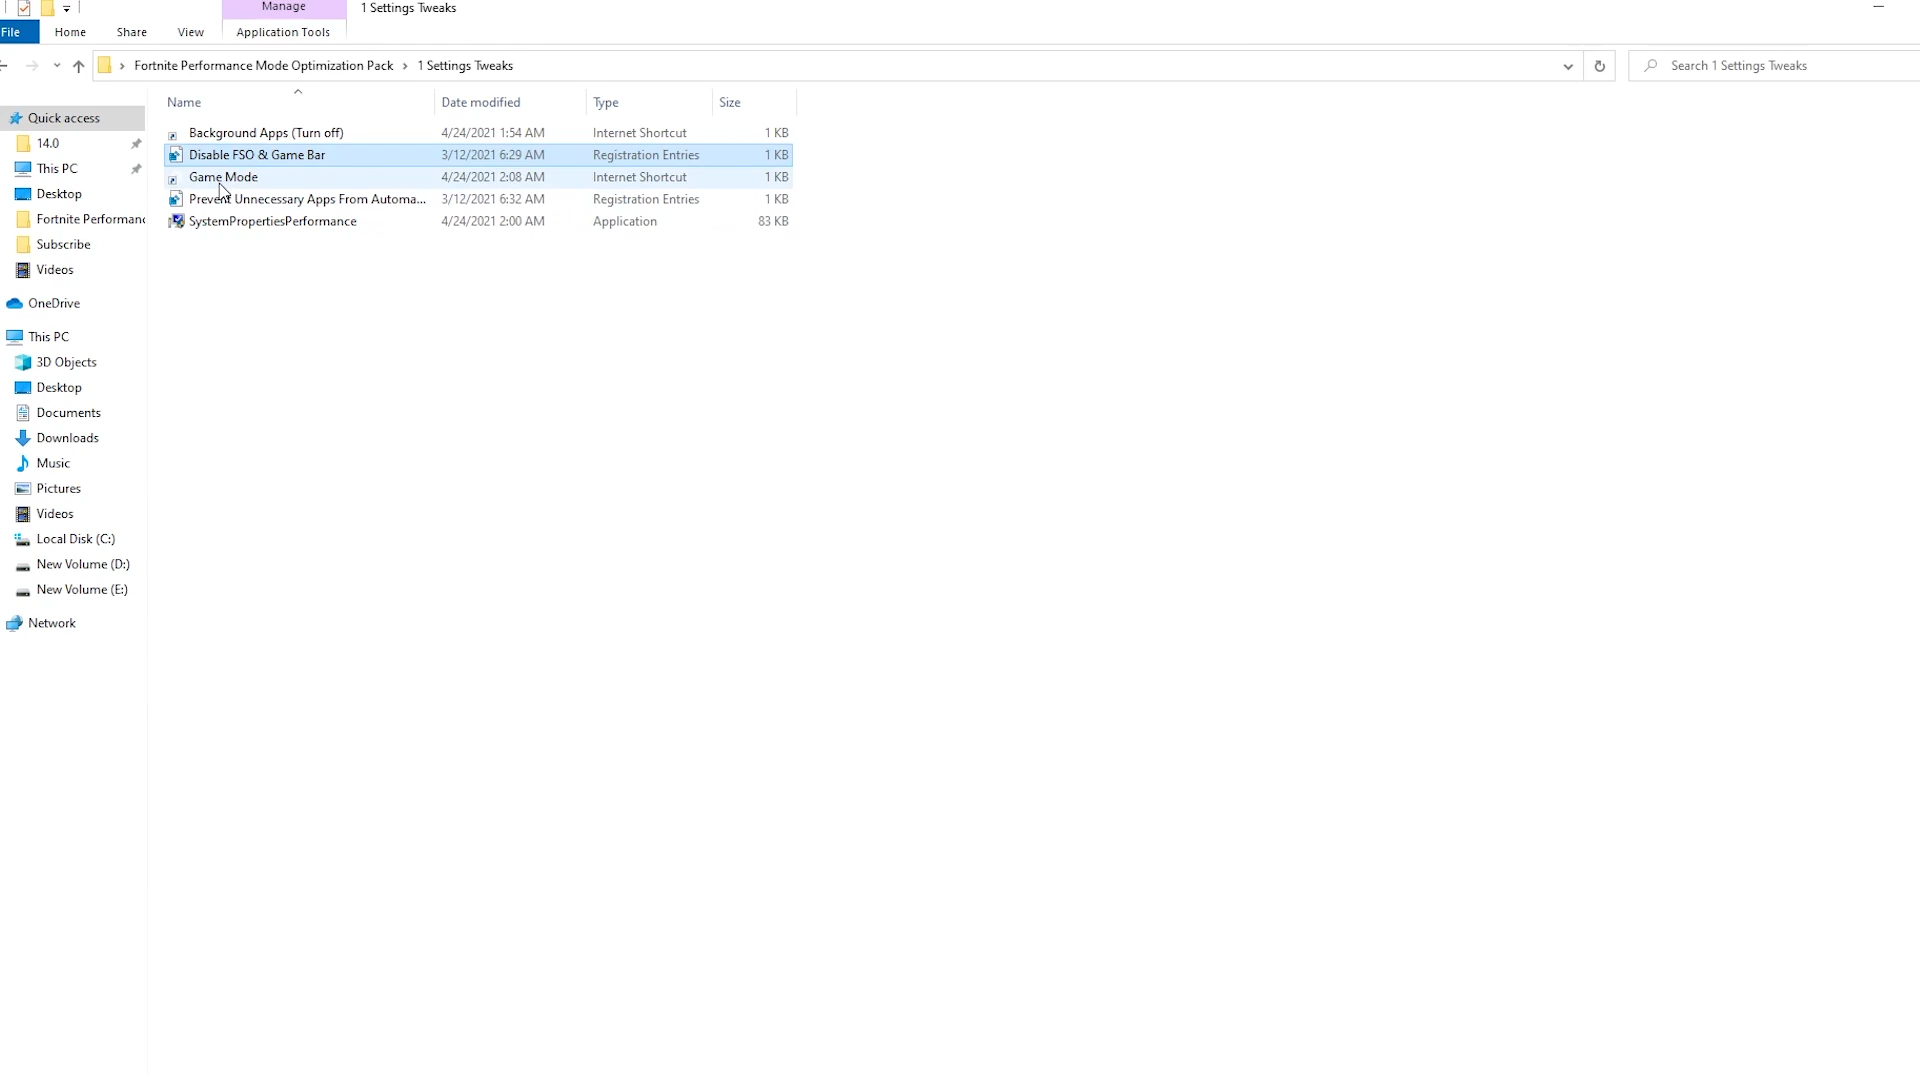 Manage
1 Settings Tweaks
File
Home
Share
View
Application Tools
Fortnite Performance Mode Optimization Pack
1 Settings Tweaks
Search 1 Settings Tweaks
Name
Date modified
Type
Size
Quick access
14.0
This PC
Desktop
Fortnite Performanc
Subscribe
Videos
OneDrive
This PC
3D Objects
Desktop
Documents
Downloads
Music
Pictures
Videos
Local Disk (C:)
New Volume (D:)
New Volume (E:)
Network
Background Apps (Turn off) 4/24/2021 1:54 AM Internet Shortcut 1 KB
Disable FSO & Game Bar 3/12/2021 6:29 AM Registration Entries 1 KB
Game Mode 4/24/2021 2:08 AM Internet Shortcut 1 KB
Prevent Unnecessary Apps From Automa... 3/12/2021 6:32 AM Registration Entries 1 KB
SystemPropertiesPerformance 4/24/2021 2:00 AM Application 83 KB